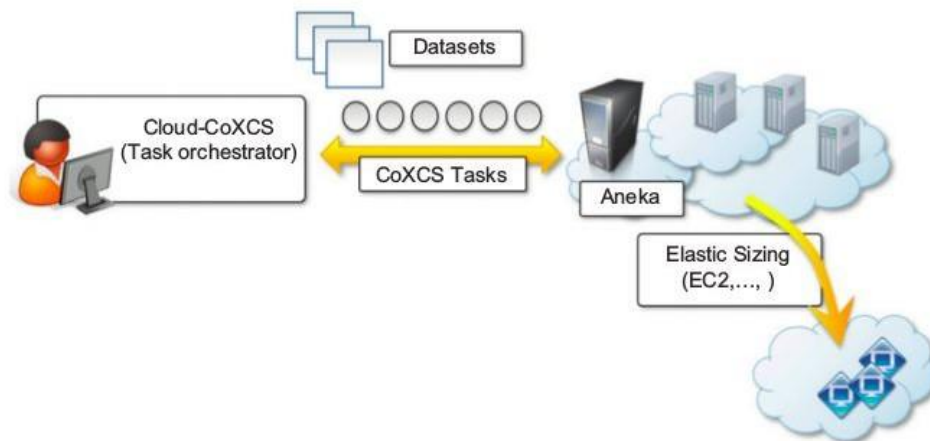 Datasets
Cloud-CoXCS
(Task orchestrator)
CoXCS Tasks
Aneka
Elastic Sizing
(EC2,..., )